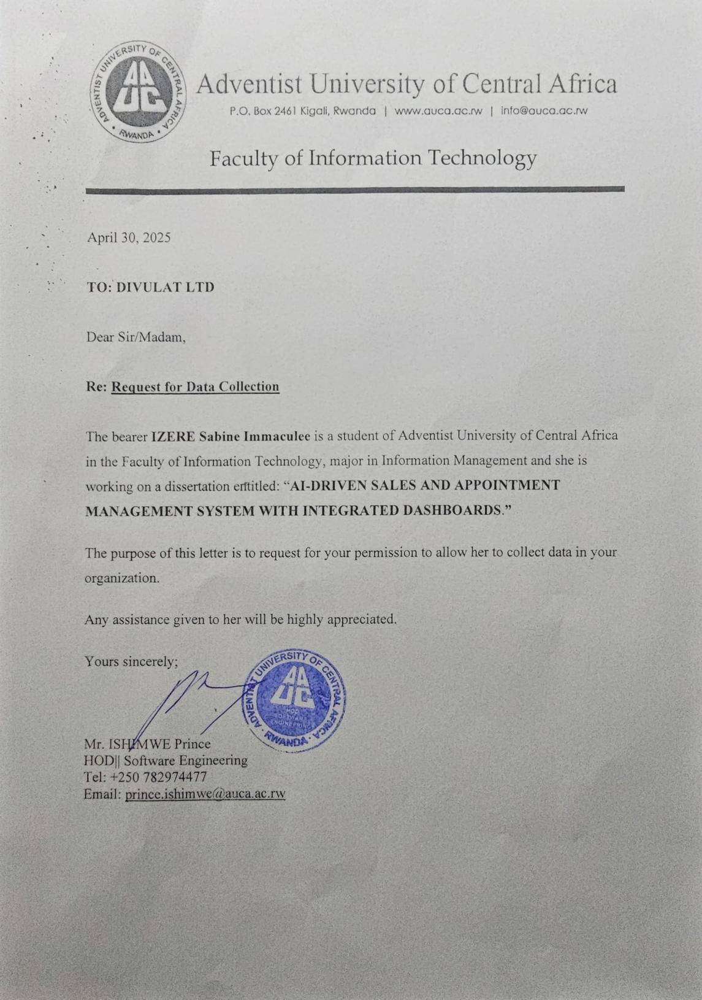 ADVENTIST UNIVERSITY OF CENTRAL AFRICA
AAUC
• RWANDA •
Adventist University of Central Africa
P.O. Box 2461 Kigali, Rwanda | www.auca.ac.rw | info@auca.ac.rw
Faculty of Information Technology
April 30, 2025
TO: DIVULAT LTD
Dear Sir/Madam,
Re: Request for Data Collection
The bearer IZERE Sabine Immaculee is a student of Adventist University of Central Africa
in the Faculty of Information Technology, major in Information Management and she is
working on a dissertation entitled: “AI-DRIVEN SALES AND APPOINTMENT
MANAGEMENT SYSTEM WITH INTEGRATED DASHBOARDS.”
The purpose of this letter is to request for your permission to allow her to collect data in your
organization.
Any assistance given to her will be highly appreciated.
Yours sincerely;
ADVENTIST UNIVERSITY OF CENTRAL AFRICA
AAUC
HOD
SOFTWARE
ENGINEERING
• RWANDA •
Mr. ISHIMWE Prince
HOD|| Software Engineering
Tel: +250 782974477
Email: prince.ishimwe@auca.ac.rw